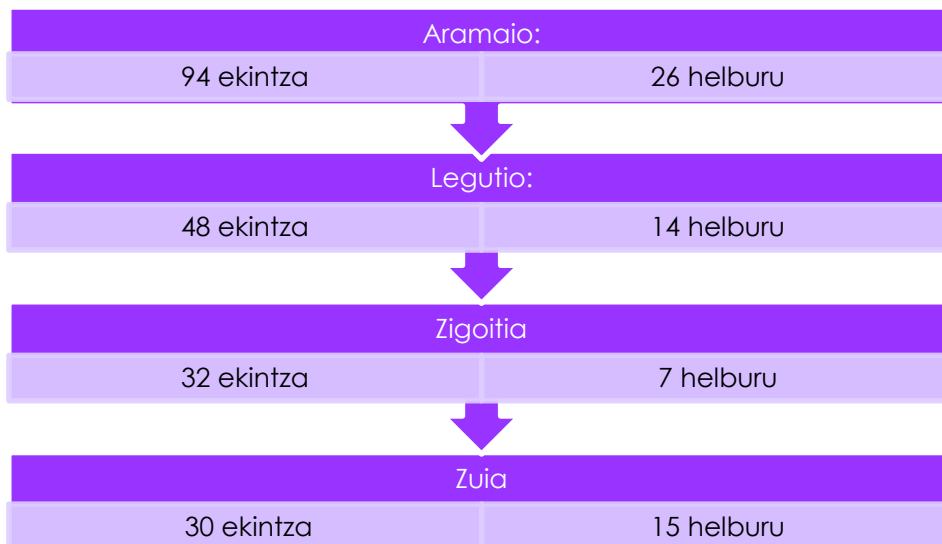 Aramaio:
94 ekintza 26 helburu
Legutio:
48 ekintza 14 helburu
Zigoitia
32 ekintza 7 helburu
Zuia
30 ekintza 15 helburu